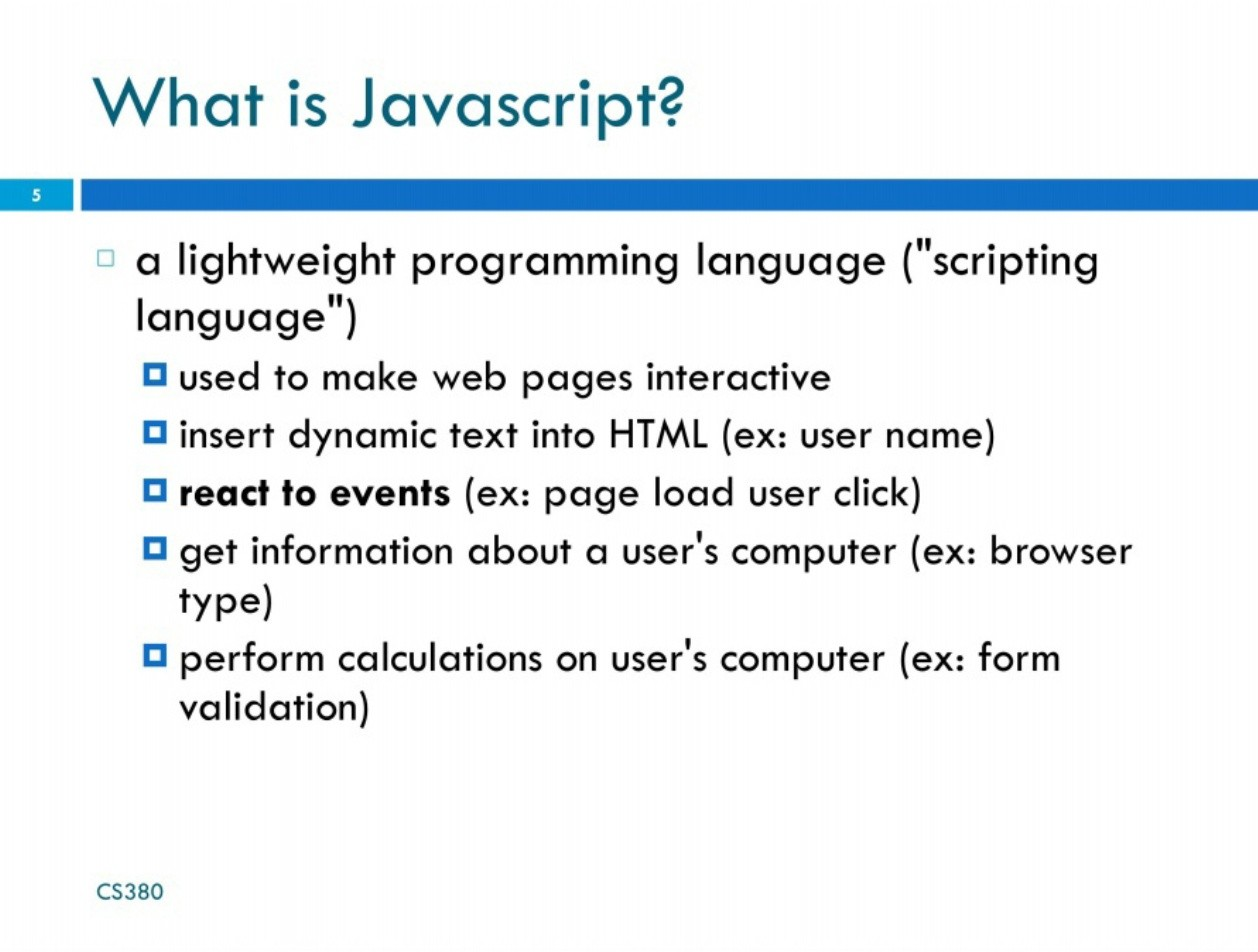 What is Javascript?
5
a lightweight programming language ("scripting
language")
used to make web pages interactive
insert dynamic text into HTML (ex: user name)
react to events (ex: page load user click)
get information about a user's computer (ex: browser
type)
perform calculations on user's computer (ex: form
validation)
CS380